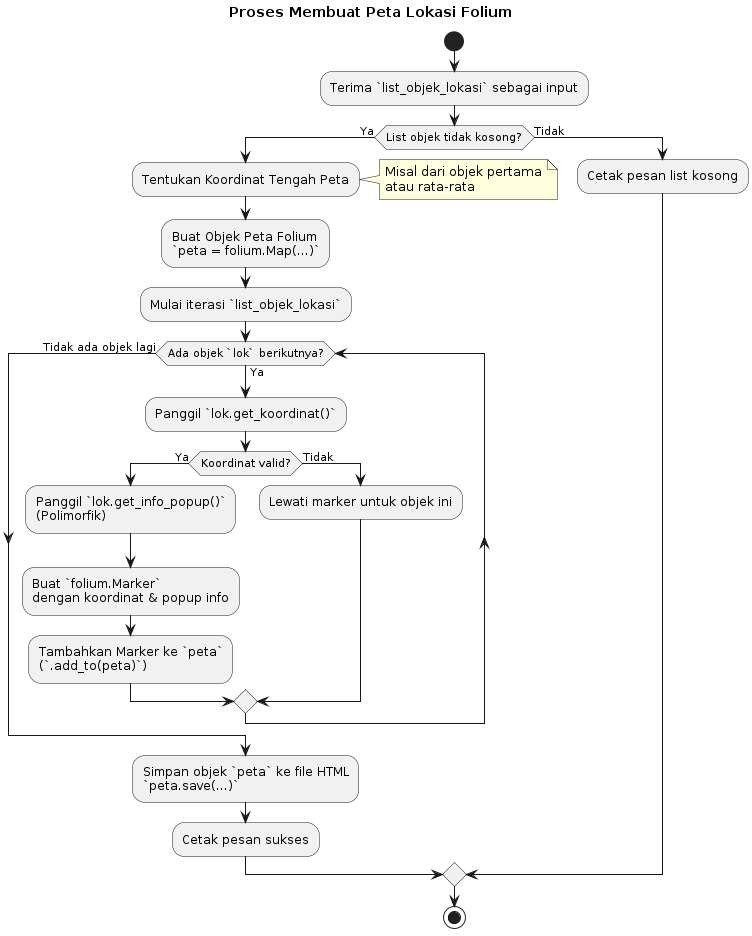 Proses Membuat Peta Lokasi Folium
Terima `list_objek_lokasi` sebagai input
List objek tidak kosong?
Ya
Tidak
Tentukan Koordinat Tengah Peta
Misal dari objek pertama
atau rata-rata
Cetak pesan list kosong
Buat Objek Peta Folium
`peta = folium.Map(...)`
Mulai iterasi `list_objek_lokasi`
Tidak ada objek lagi
Ada objek `lok` berikutnya?
Ya
Panggil `lok.get_koordinat()`
Ya
Koordinat valid?
Tidak
Panggil `lok.get_info_popup()`
(Polimorfik)
Lewati marker untuk objek ini
Buat `folium.Marker`
dengan koordinat & popup info
Tambahkan Marker ke `peta`
(`.add_to(peta)`)
Simpan objek `peta` ke file HTML
`peta.save(...)`
Cetak pesan sukses